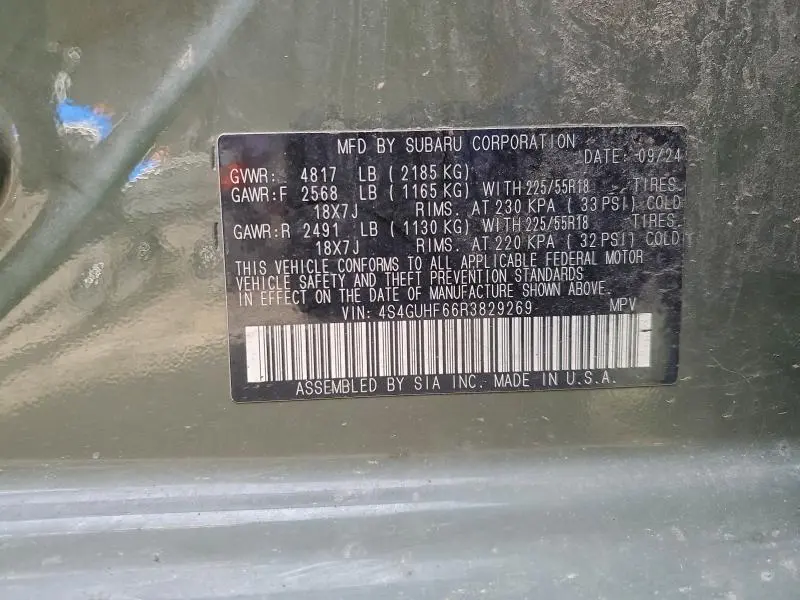 MFD BY SUBARU CORPORATION
DATE: 09/24
GVWR: 4817 LB (2185 KG)
GAWR:F 2568 LB (1165 KG) WITH 225/55R18 TIRES.
18X7J RIMS. AT 230 KPA (33 PSI) COLD
GAWR:R 2491 LB (1130 KG) WITH 225/55R18 TIRES.
18X7J RIMS. AT 220 KPA (32 PSI) COLD
THIS VEHICLE CONFORMS TO ALL APPLICABLE FEDERAL MOTOR
VEHICLE SAFETY AND THEFT PREVENTION STANDARDS
IN EFFECT ON THE DATE OF MANUFACTURE SHOWN ABOVE.
VIN: 4S4GUHF66R3829269 MPV
ASSEMBLED BY SIA INC. MADE IN U.S.A.